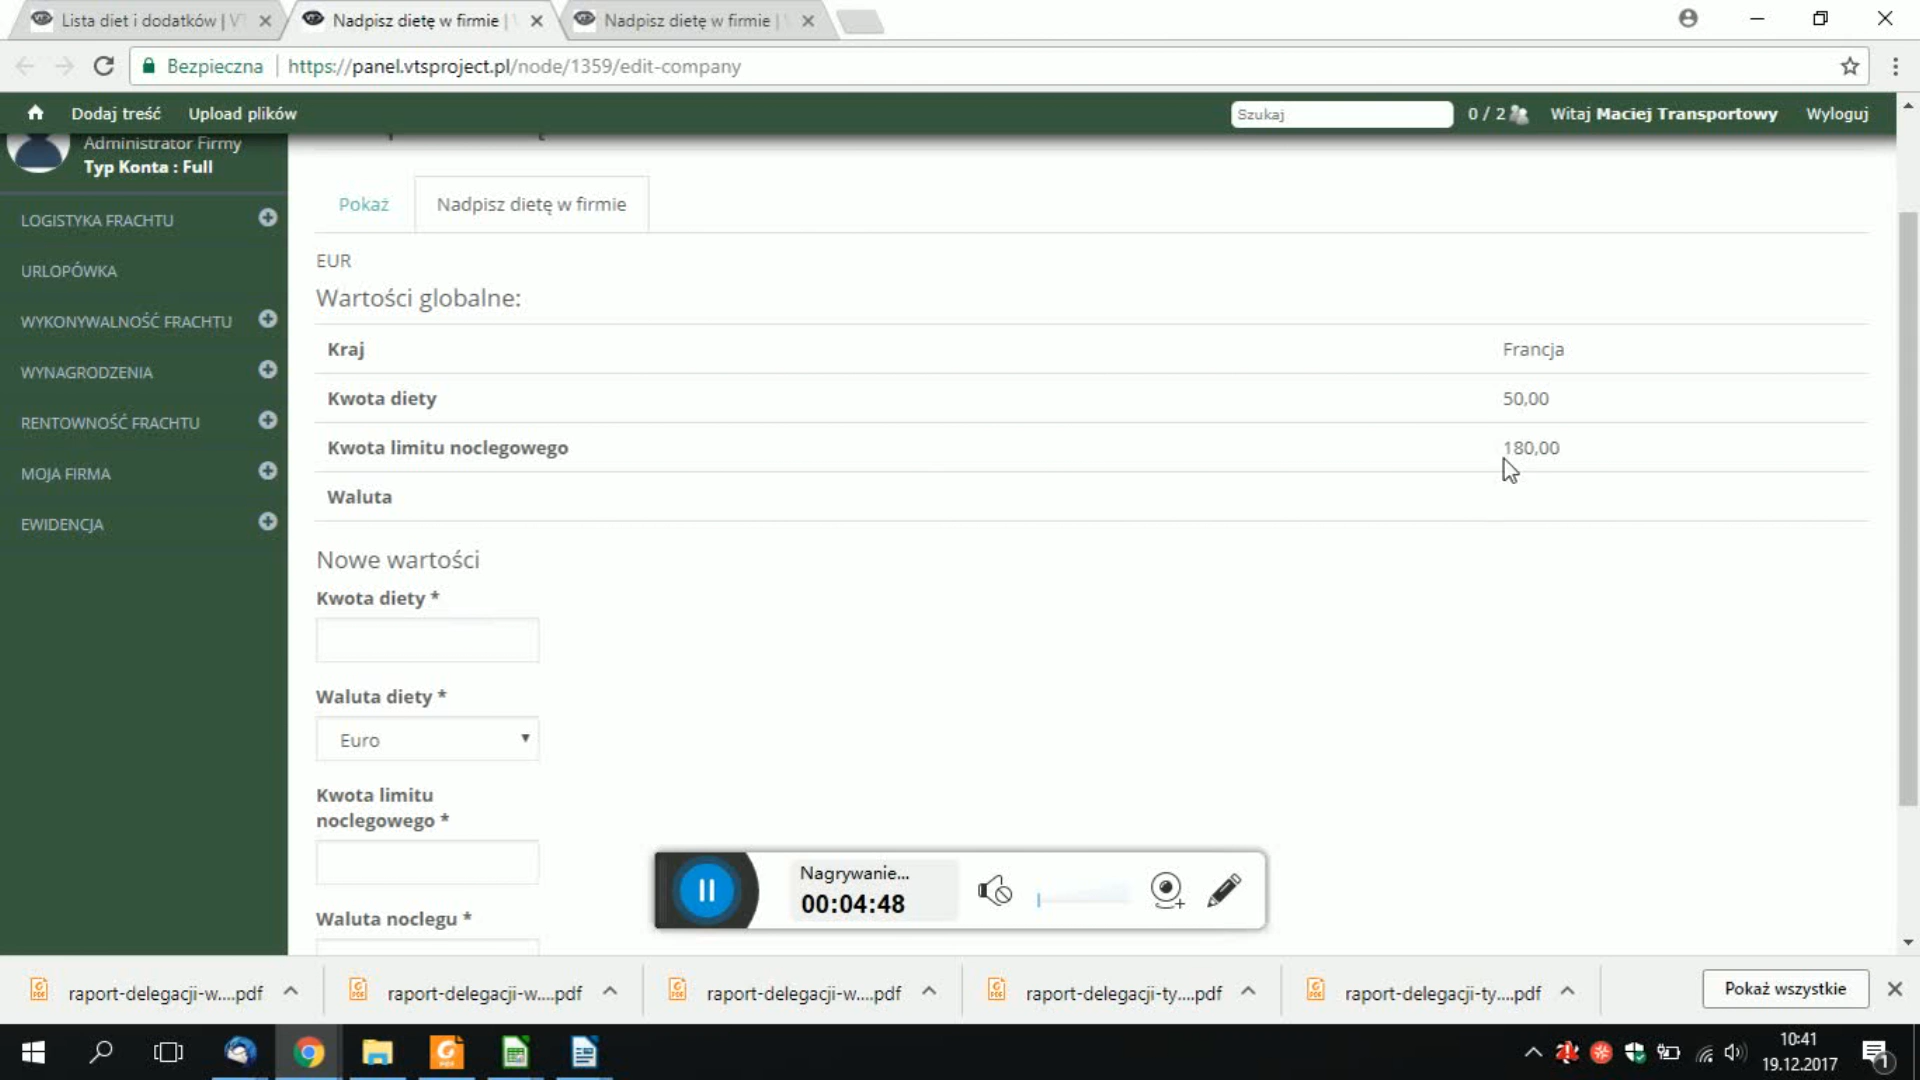 Lista diet i dodatków | V
Nadpisz dietę w firmie |
Nadpisz dietę w firmie |
Bezpieczna
https://panel.vtsproject.pl/node/1359/edit-company
Dodaj treść
Upload plików
Szukaj
0 / 2
Witaj Maciej Transportowy
Wyloguj
Administrator Firmy
Typ Konta : Full
LOGISTYKA FRACHTU
URLOPÓWKA
WYKONYWALNOŚĆ FRACHTU
WYNAGRODZENIA
RENTOWNOŚĆ FRACHTU
MOJA FIRMA
EWIDENCJA
Pokaż
Nadpisz dietę w firmie
EUR
Wartości globalne:
Kraj Francja
Kwota diety 50,00
Kwota limitu noclegowego 180,00
Waluta
Nowe wartości
Kwota diety *
Waluta diety *
Euro
Kwota limitu
noclegowego *
Waluta noclegu *
Nagrywanie...
00:04:48
raport-delegacji-w....pdf
raport-delegacji-w....pdf
raport-delegacji-w....pdf
raport-delegacji-ty....pdf
raport-delegacji-ty....pdf
Pokaż wszystkie
10:41
19.12.2017
1